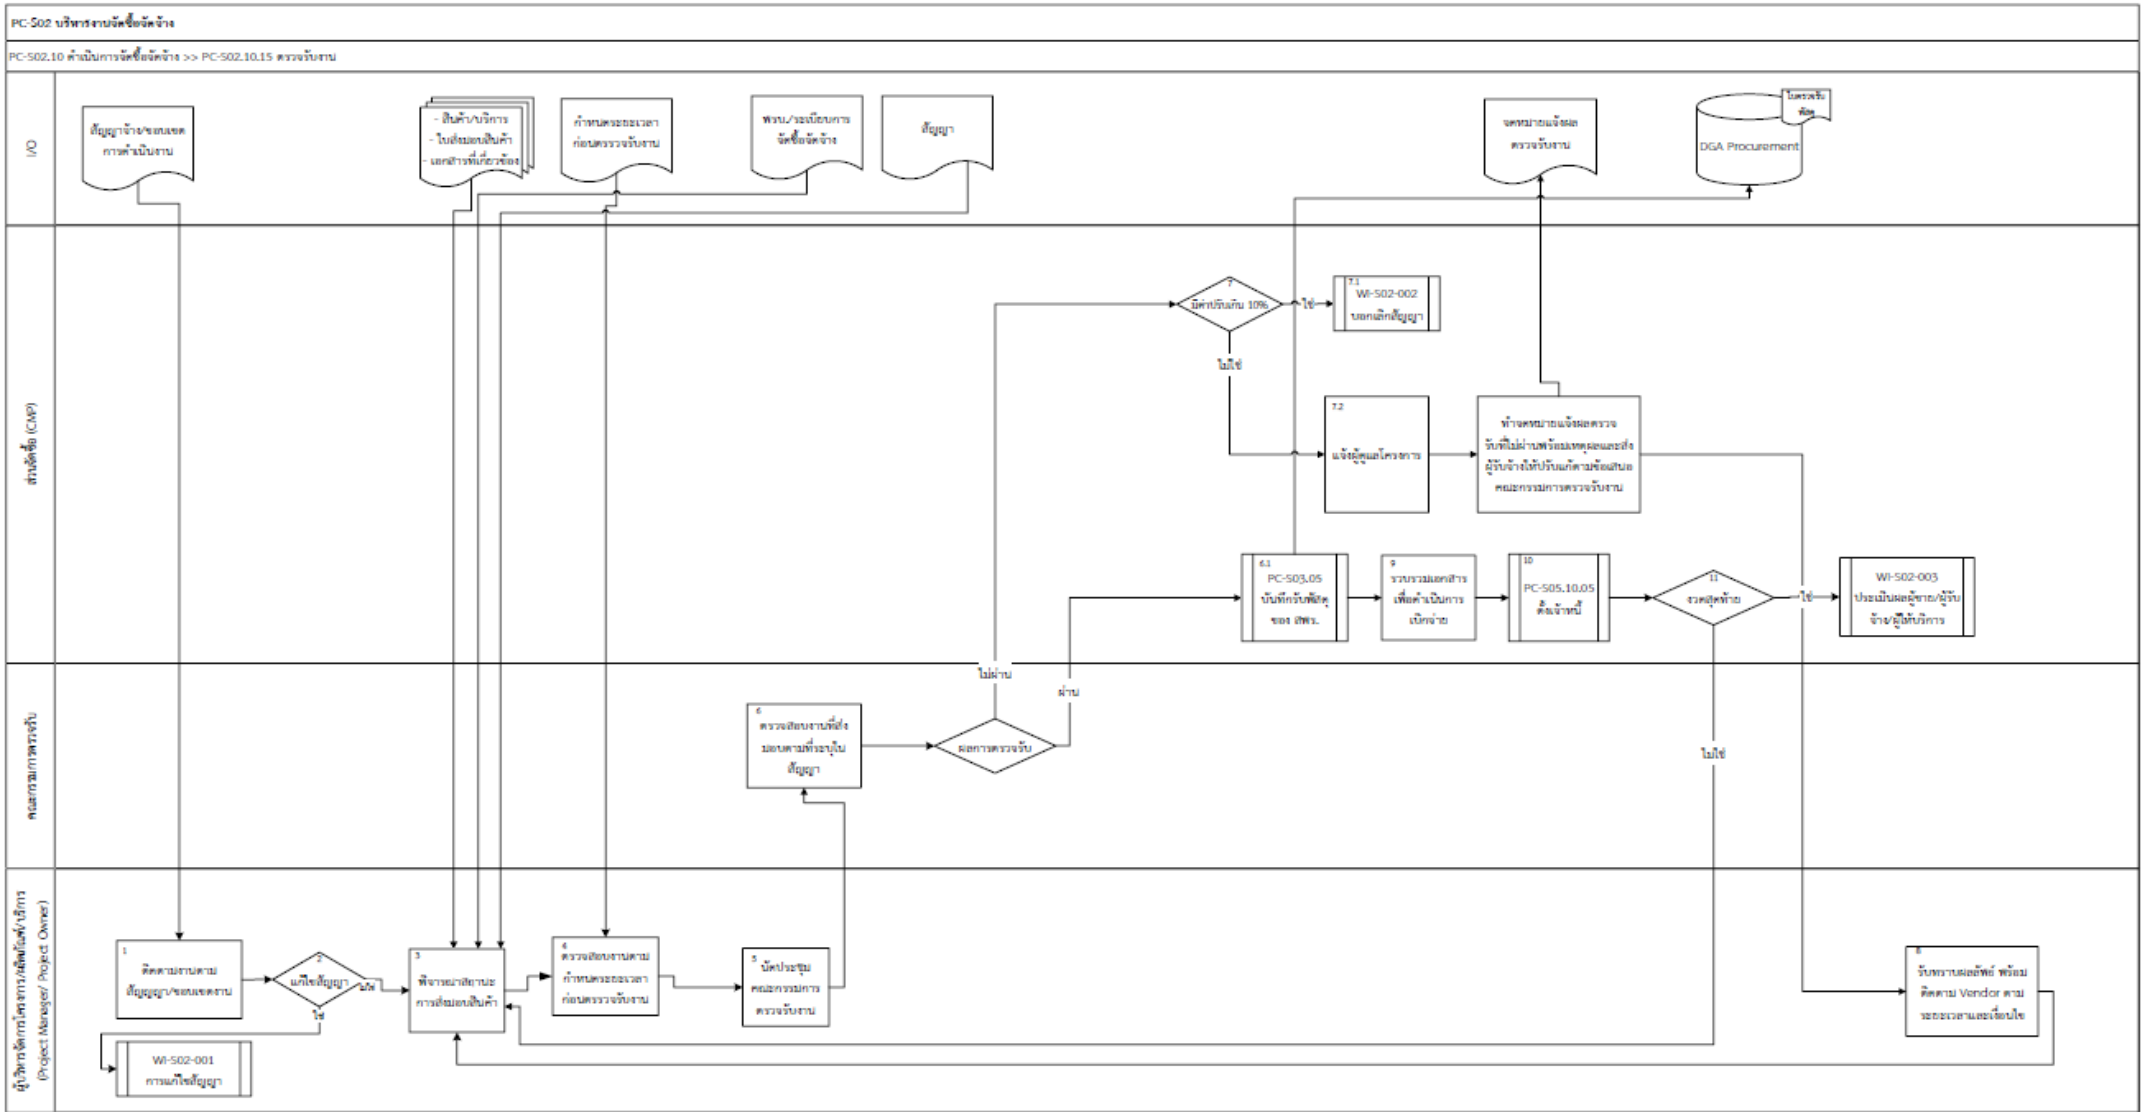 PC-S02 บริหารงานจัดซื้อจัดจ้าง
PC-S02.10 ดำเนินการจัดซื้อจัดจ้าง >> PC-S02.10.15 ตรวจรับงาน
I/O
สัญญาจ้าง/ขอบเขต
การดำเนินงาน
- สินค้า/บริการ
- ใบส่งมอบสินค้า
- เอกสารที่เกี่ยวข้อง
กำหนดระยะเวลา
ก่อนตรรวจรับงาน
พรบ./ระเบียบการ
จัดซื้อจัดจ้าง
สัญญา
จดหมายแจ้งผล
ตรวจรับงาน
ใบตรวจรับ
พัสดุ
DGA Procurement
ส่วนจัดซื้อ (CMP)
7
มีค่าปรับเกิน 10%
ใช่
7.1
WI-S02-002
บอกเลิกสัญญา
ไม่ใช่
7.2
แจ้งผู้ดูแลโครงการ
ทำจดหมายแจ้งผลตรวจ
รับที่ไม่ผ่านพร้อมเหตุผลและส่ง
ผู้รับจ้างให้ปรับแก้ตามข้อเสนอ
คณะกรรมการตรวจรับงาน
6.1
PC-S03.05
บันทึกรับพัสดุ
ของ สพร.
9
รวบรวมเอกสาร
เพื่อดำเนินการ
เบิกจ่าย
10
PC-S05.10.05
ตั้งเจ้าหนี้
11
งวดสุดท้าย
ใช่
WI-S02-003
ประเมินผลผู้ขาย/ผู้รับ
จ้าง/ผู้ให้บริการ
คณะกรรมการตรวจรับ
6
ตรวจสอบงานที่ส่ง
มอบตามที่ระบุใน
สัญญา
ผลการตรวจรับ
ไม่ผ่าน
ผ่าน
ไม่ใช่
ผู้บริหารจัดการโครงการ/ผลิตภัณฑ์/บริการ
(Project Manager/ Project Owner)
1
ติดตามงานตาม
สัญญญา/ขอบเขตงาน
2
แก้ไขสัญญา
ไม่ใช่
ใช่
WI-S02-001
การแก้ไขสัญญา
3
พิจารณาสถานะ
การส่งมอบสินค้า
4
ตรวจสอบงานตาม
กำหนดระยะเวลา
ก่อนตรรวจรับงาน
5
นัดประชุม
คณะกรรมการ
ตรวจรับงาน
8
รับทราบผลลัพธ์ พร้อม
ติดตาม Vendor ตาม
ระยะเวลาและเงื่อนไข